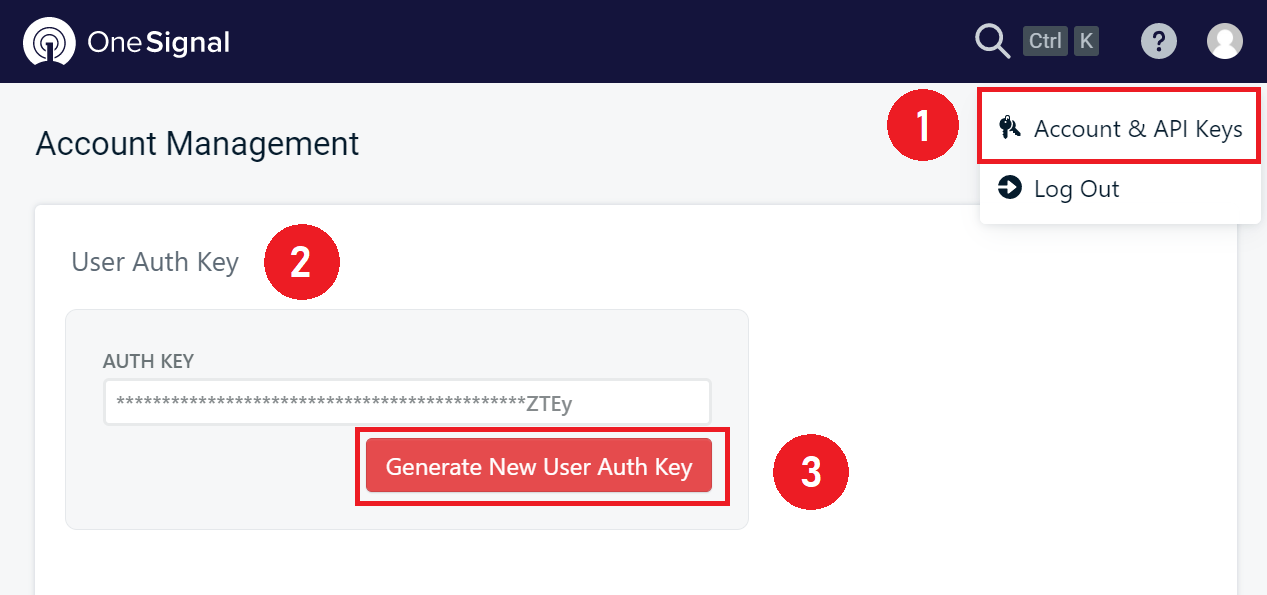 OneSignal
Ctrl K ?
1
Account & API Keys
Account Management
Log Out
User Auth Key 2
AUTH KEY
*********************************************ZTEy
Generate New User Auth Key
3